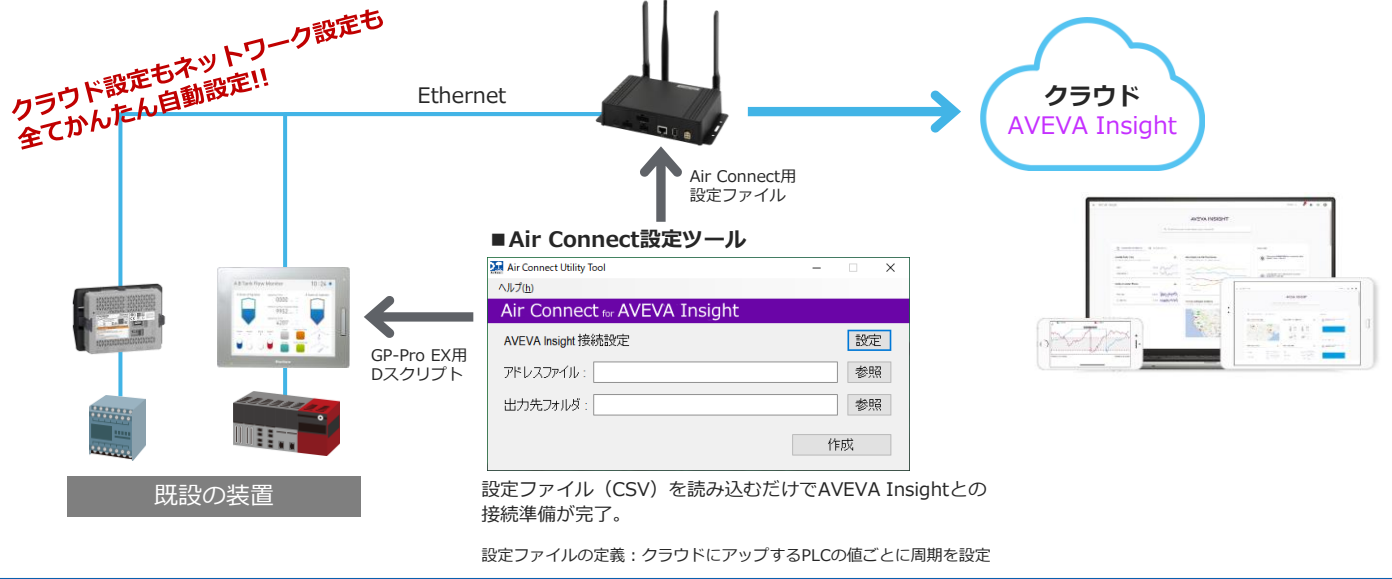 クラウド設定もネットワーク設定も
全てかんたん自動設定!!
Ethernet
クラウド
AVEVA Insight
Air Connect用
設定ファイル
■Air Connect設定ツール
Air Connect Utility Tool
ヘルプ(h)
Air Connect for AVEVA Insight
AVEVA Insight 接続設定
設定
アドレスファイル :
参照
出力先フォルダ :
参照
作成
GP-Pro EX用
Dスクリプト
A B Tank Flow Monitor
10:24
既設の装置
設定ファイル（CSV）を読み込むだけでAVEVA Insightとの
接続準備が完了。
設定ファイルの定義：クラウドにアップするPLCの値ごとに周期を設定
AVEVA INSIGHT